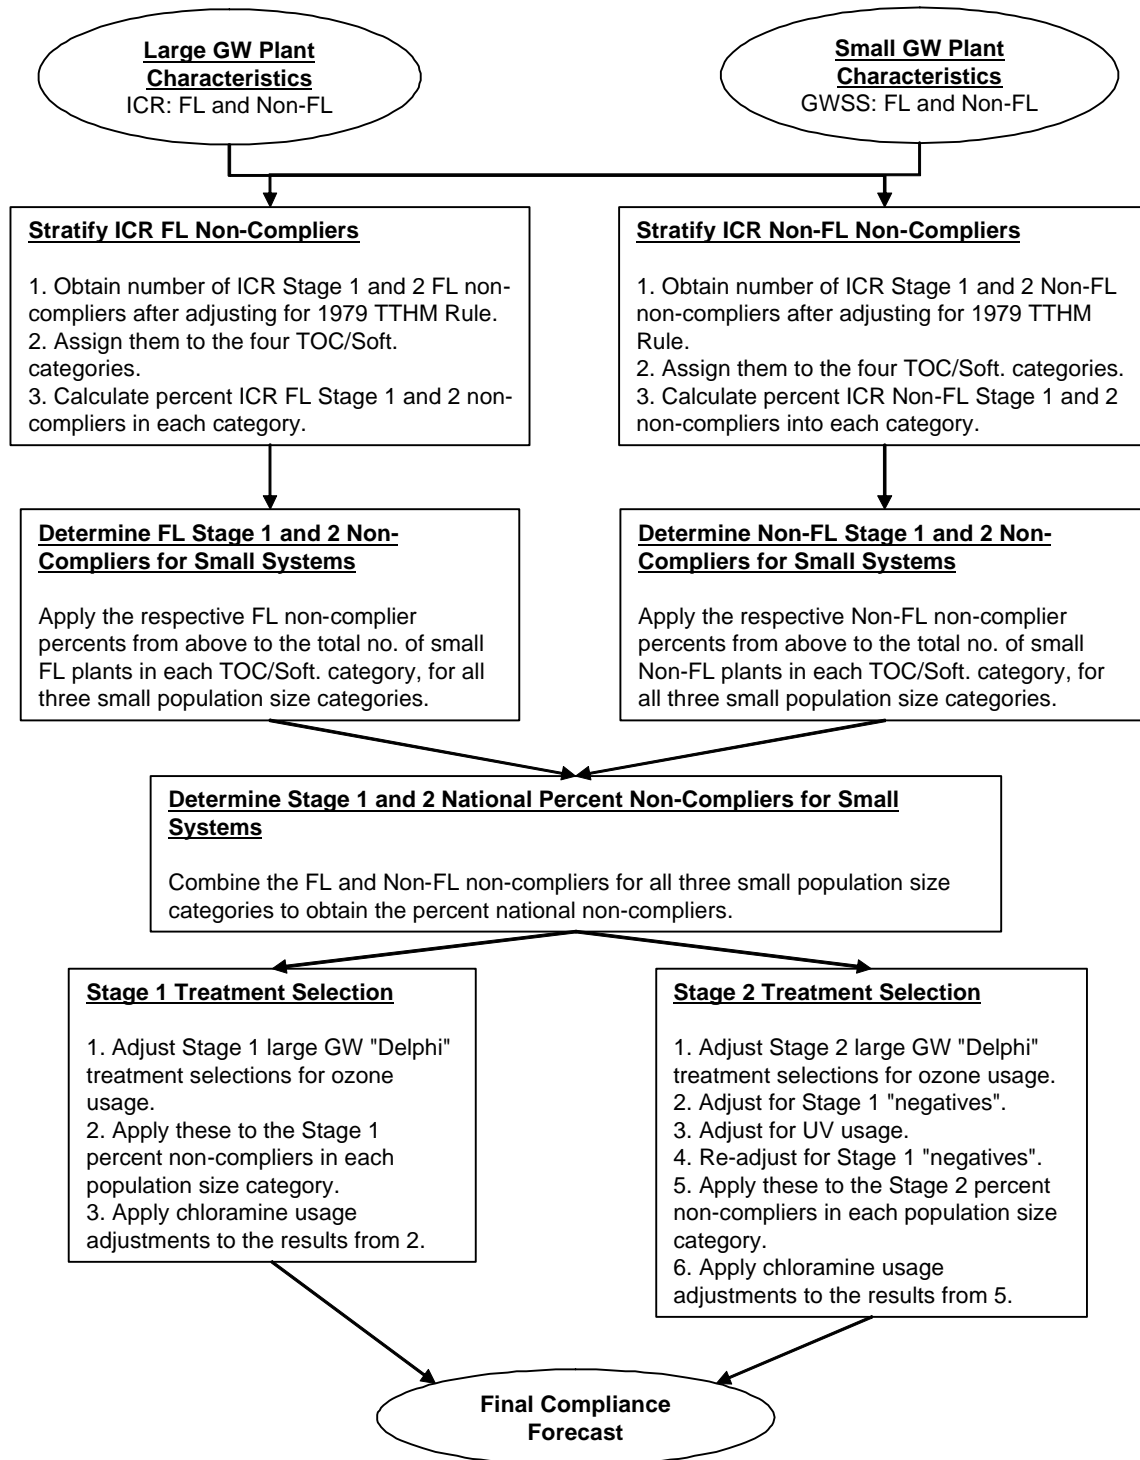 Large GW Plant
Characteristics
ICR: FL and Non-FL
Small GW Plant
Characteristics
GWSS: FL and Non-FL
Stratify ICR FL Non-Compliers
1. Obtain number of ICR Stage 1 and 2 FL non-
compliers after adjusting for 1979 TTHM Rule.
2. Assign them to the four TOC/Soft.
categories.
3. Calculate percent ICR FL Stage 1 and 2 non-
compliers in each category.
Stratify ICR Non-FL Non-Compliers
1. Obtain number of ICR Stage 1 and 2 Non-FL
non-compliers after adjusting for 1979 TTHM
Rule.
2. Assign them to the four TOC/Soft. categories.
3. Calculate percent ICR Non-FL Stage 1 and 2
non-compliers into each category.
Determine FL Stage 1 and 2 Non-
Compliers for Small Systems
Apply the respective FL non-complier
percents from above to the total no. of small
FL plants in each TOC/Soft. category, for all
three small population size categories.
Determine Non-FL Stage 1 and 2 Non-
Compliers for Small Systems
Apply the respective Non-FL non-complier
percents from above to the total no. of small
Non-FL plants in each TOC/Soft. category, for
all three small population size categories.
Determine Stage 1 and 2 National Percent Non-Compliers for Small
Systems
Combine the FL and Non-FL non-compliers for all three small population size
categories to obtain the percent national non-compliers.
Stage 1 Treatment Selection
1. Adjust Stage 1 large GW "Delphi"
treatment selections for ozone
usage.
2. Apply these to the Stage 1
percent non-compliers in each
population size category.
3. Apply chloramine usage
adjustments to the results from 2.
Stage 2 Treatment Selection
1. Adjust Stage 2 large GW "Delphi"
treatment selections for ozone usage.
2. Adjust for Stage 1 "negatives".
3. Adjust for UV usage.
4. Re-adjust for Stage 1 "negatives".
5. Apply these to the Stage 2 percent
non-compliers in each population size
category.
6. Apply chloramine usage
adjustments to the results from 5.
Final Compliance
Forecast